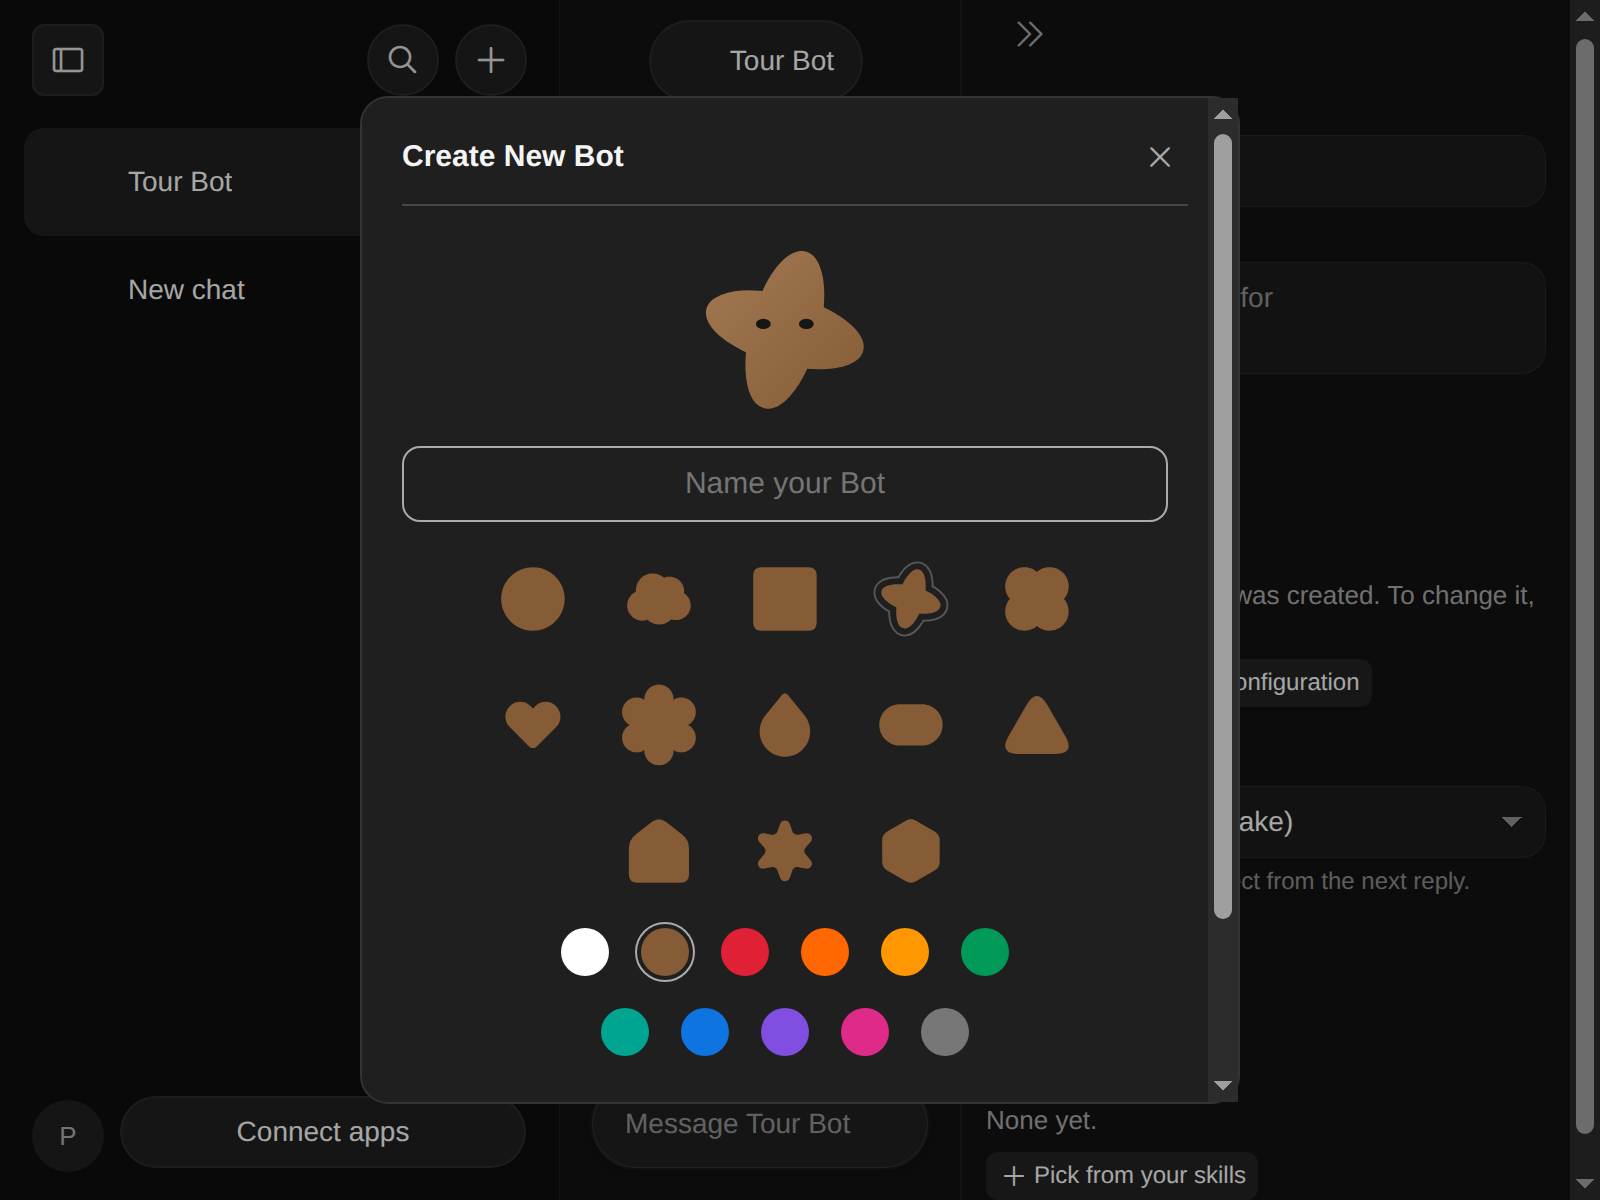 Tour Bot
Create New Bot
Tour Bot
New chat
for
Name your Bot
was created. To change it,
onfiguration
ake)
ct from the next reply.
P
Connect apps
Message Tour Bot
None yet.
Pick from your skills